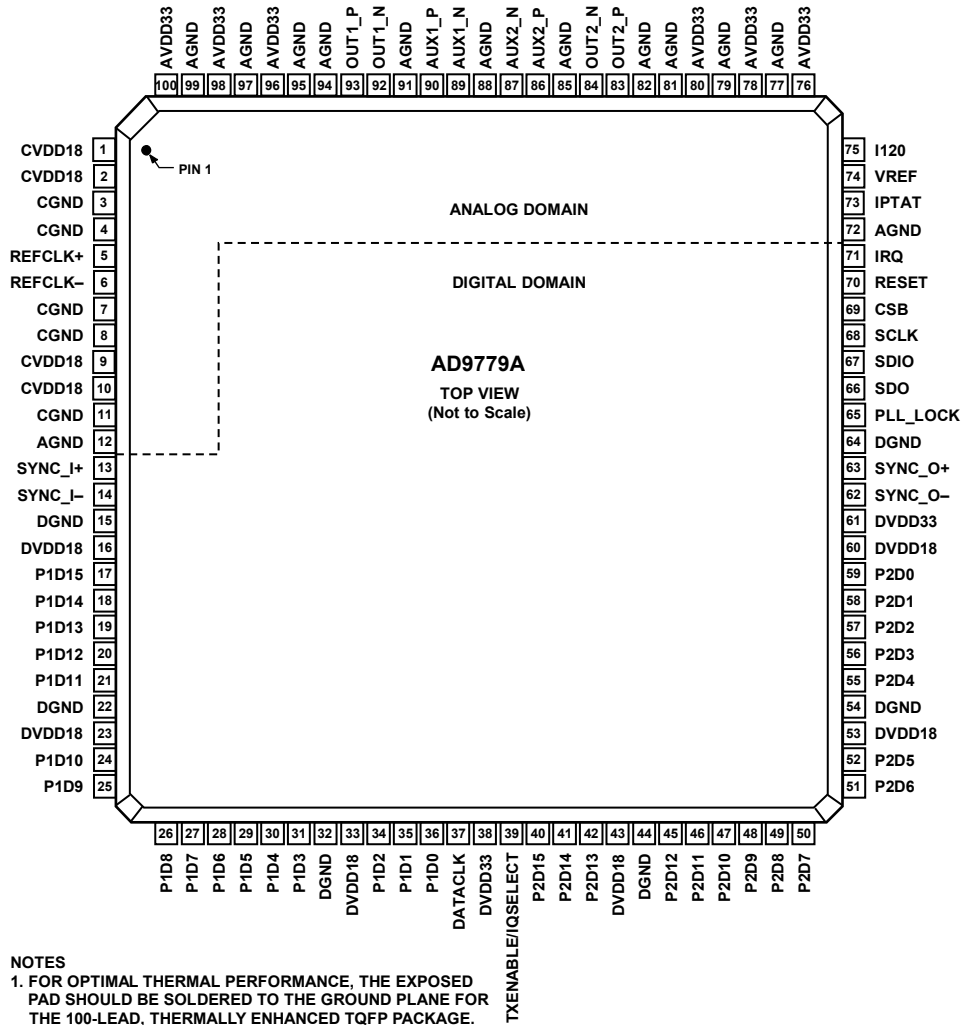 AVDD33
AGND
AVDD33
AGND
AVDD33
AGND
AGND
OUT1_P
OUT1_N
AGND
AUX1_P
AUX1_N
AGND
AUX2_N
AUX2_P
AGND
OUT2_N
OUT2_P
AGND
AGND
AVDD33
AGND
AVDD33
AGND
AVDD33
100 99 98 97 96 95 94 93 92 91 90 89 88 87 86 85 84 83 82 81 80 79 78 77 76
CVDD18 1
CVDD18 2
CGND 3
CGND 4
REFCLK+ 5
REFCLK– 6
CGND 7
CGND 8
CVDD18 9
CVDD18 10
CGND 11
AGND 12
SYNC_I+ 13
SYNC_I– 14
DGND 15
DVDD18 16
P1D15 17
P1D14 18
P1D13 19
P1D12 20
P1D11 21
DGND 22
DVDD18 23
P1D10 24
P1D9 25
PIN 1
ANALOG DOMAIN
DIGITAL DOMAIN
AD9779A
TOP VIEW
(Not to Scale)
75 I120
74 VREF
73 IPTAT
72 AGND
71 IRQ
70 RESET
69 CSB
68 SCLK
67 SDIO
66 SDO
65 PLL_LOCK
64 DGND
63 SYNC_O+
62 SYNC_O–
61 DVDD33
60 DVDD18
59 P2D0
58 P2D1
57 P2D2
56 P2D3
55 P2D4
54 DGND
53 DVDD18
52 P2D5
51 P2D6
26 27 28 29 30 31 32 33 34 35 36 37 38 39 40 41 42 43 44 45 46 47 48 49 50
P1D8
P1D7
P1D6
P1D5
P1D4
P1D3
DGND
DVDD18
P1D2
P1D1
P1D0
DATACLK
DVDD33
TXENABLE/IQSELECT
P2D15
P2D14
P2D13
DVDD18
DGND
P2D12
P2D11
P2D10
P2D9
P2D8
P2D7
NOTES
1. FOR OPTIMAL THERMAL PERFORMANCE, THE EXPOSED
PAD SHOULD BE SOLDERED TO THE GROUND PLANE FOR
THE 100-LEAD, THERMALLY ENHANCED TQFP PACKAGE.